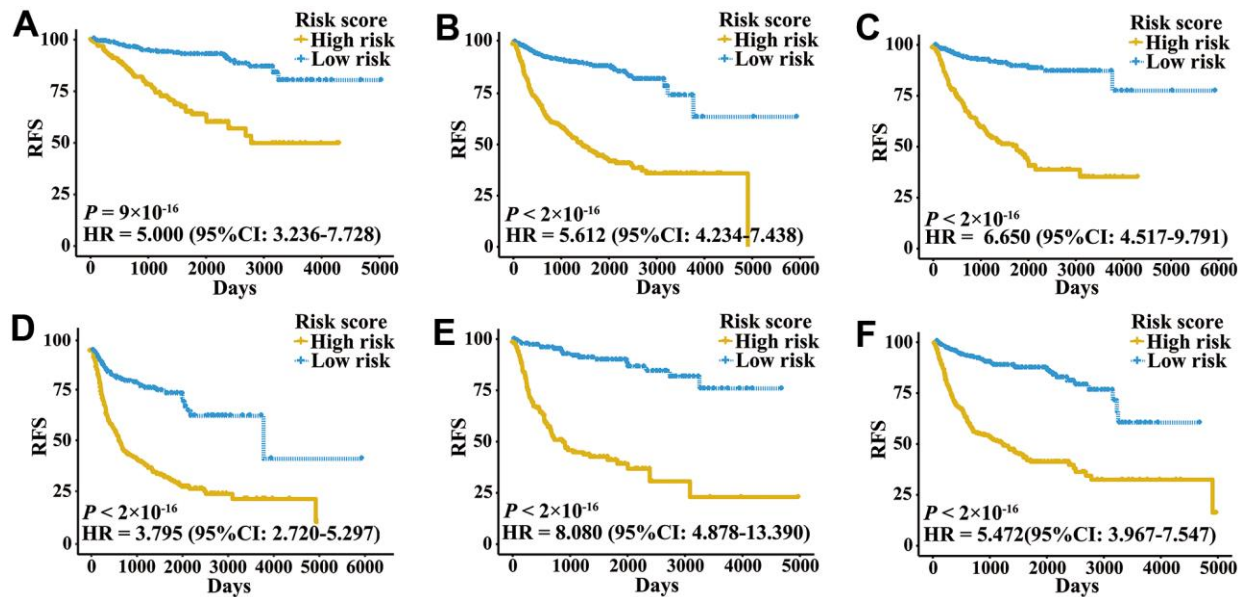 A
Risk score
High risk
Low risk
RFS
100
75
50
75
0
P = 9×10⁻¹⁶
HR = 5.000 (95%CI: 3.236-7.728)
0 1000 2000 3000 4000 5000
Days
B
Risk score
High risk
Low risk
RFS
100
75
50
75
0
P < 2×10⁻¹⁶
HR = 5.612 (95%CI: 4.234-7.438)
0 1000 2000 3000 4000 5000 6000
Days
C
Risk score
High risk
Low risk
RFS
100
75
50
75
0
P < 2×10⁻¹⁶
HR = 6.650 (95%CI: 4.517-9.791)
0 1000 2000 3000 4000 5000 6000
Days
D
Risk score
High risk
Low risk
RFS
100
75
50
25
0
P < 2×10⁻¹⁶
HR = 3.795 (95%CI: 2.720-5.297)
0 1000 2000 3000 4000 5000 6000
Days
E
Risk score
High risk
Low risk
RFS
100
75
50
25
0
P < 2×10⁻¹⁶
HR = 8.080 (95%CI: 4.878-13.390)
0 1000 2000 3000 4000 5000
Days
F
Risk score
High risk
Low risk
RFS
100
75
50
25
0
P < 2×10⁻¹⁶
HR = 5.472(95%CI: 3.967-7.547)
0 1000 2000 3000 4000 5000
Days